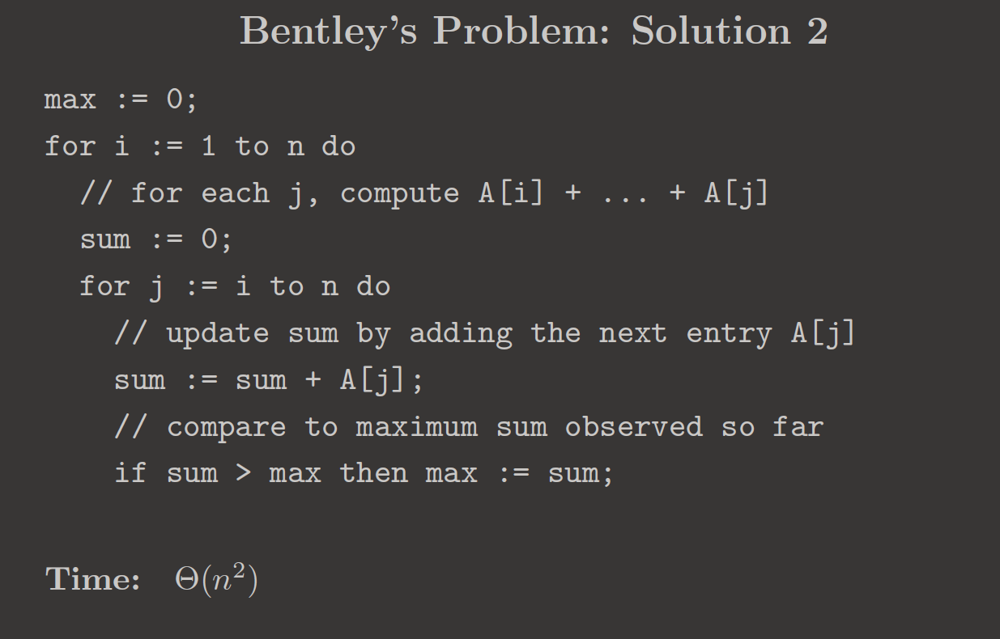 Bentley's Problem: Solution 2
max := 0;
for i := 1 to n do
// for each j, compute A[i] + ... + A[j]
sum := 0;
for j := i to n do
// update sum by adding the next entry A[j]
sum := sum + A[j];
// compare to maximum sum observed so far
if sum > max then max := sum;
Time: Θ(n²)